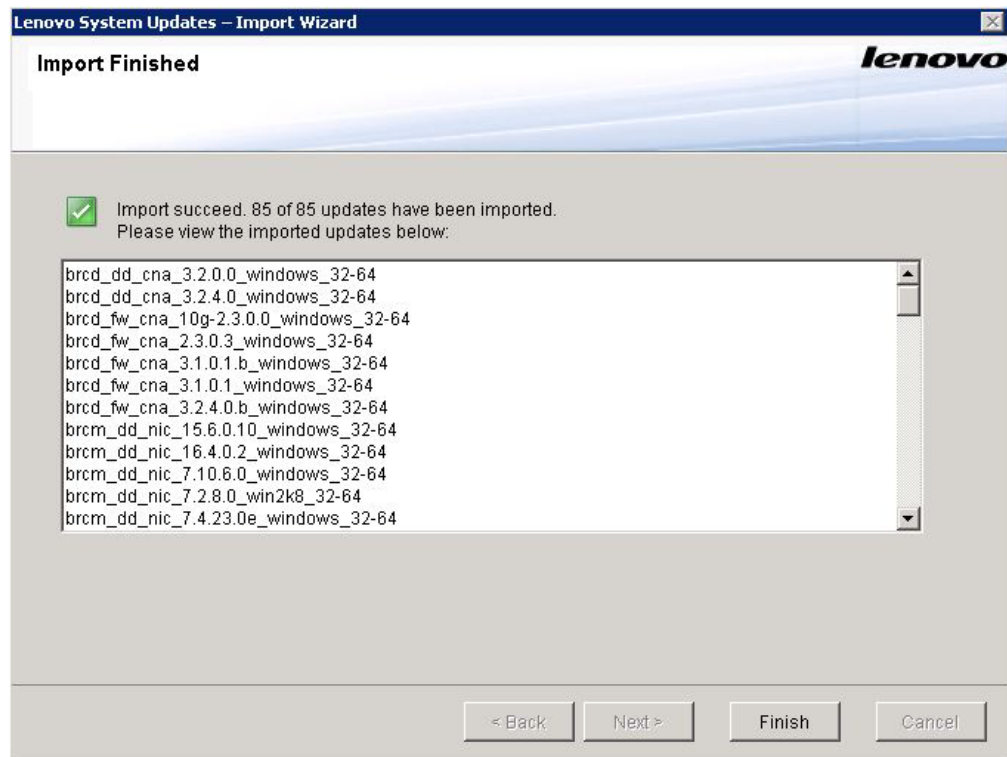 Lenovo System Updates – Import Wizard
Import Finished
lenovo
Import succeed. 85 of 85 updates have been imported.
Please view the imported updates below:
brcd_dd_cna_3.2.0.0_windows_32-64
brcd_dd_cna_3.2.4.0_windows_32-64
brcd_fw_cna_10g-2.3.0.0_windows_32-64
brcd_fw_cna_2.3.0.3_windows_32-64
brcd_fw_cna_3.1.0.1.b_windows_32-64
brcd_fw_cna_3.1.0.1_windows_32-64
brcd_fw_cna_3.2.4.0.b_windows_32-64
brcm_dd_nic_15.6.0.10_windows_32-64
brcm_dd_nic_16.4.0.2_windows_32-64
brcm_dd_nic_7.10.6.0_windows_32-64
brcm_dd_nic_7.2.8.0_win2k8_32-64
brcm_dd_nic_7.4.23.0e_windows_32-64
< Back Next > Finish Cancel